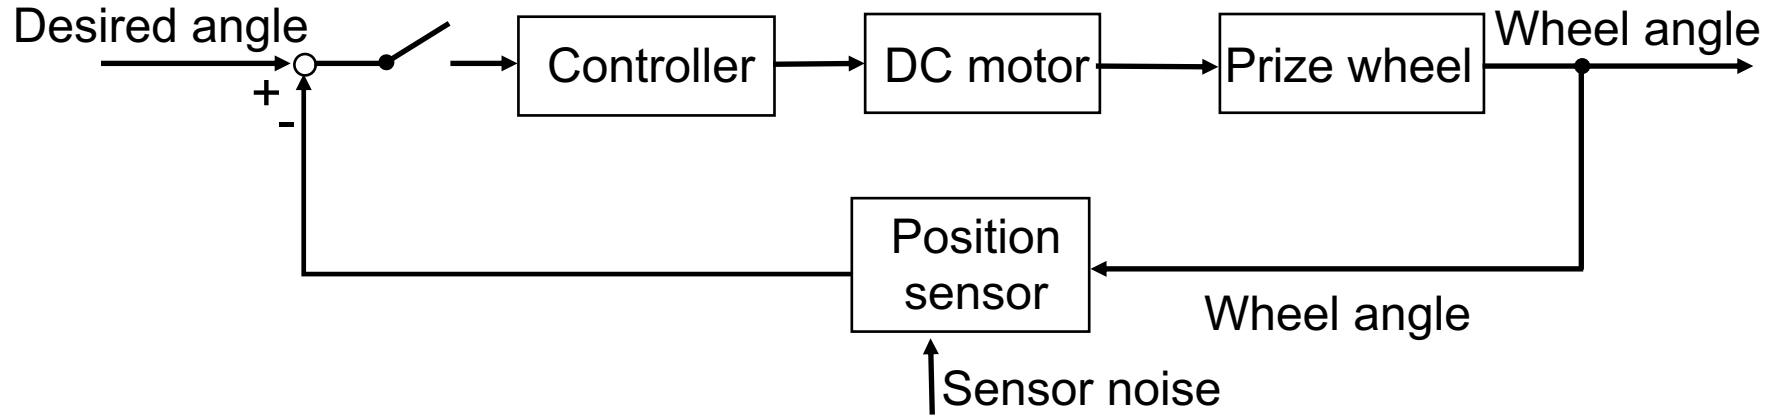 Desired angle
Controller
DC motor
Prize wheel
Wheel angle
+
-
Position
sensor
Wheel angle
Sensor noise